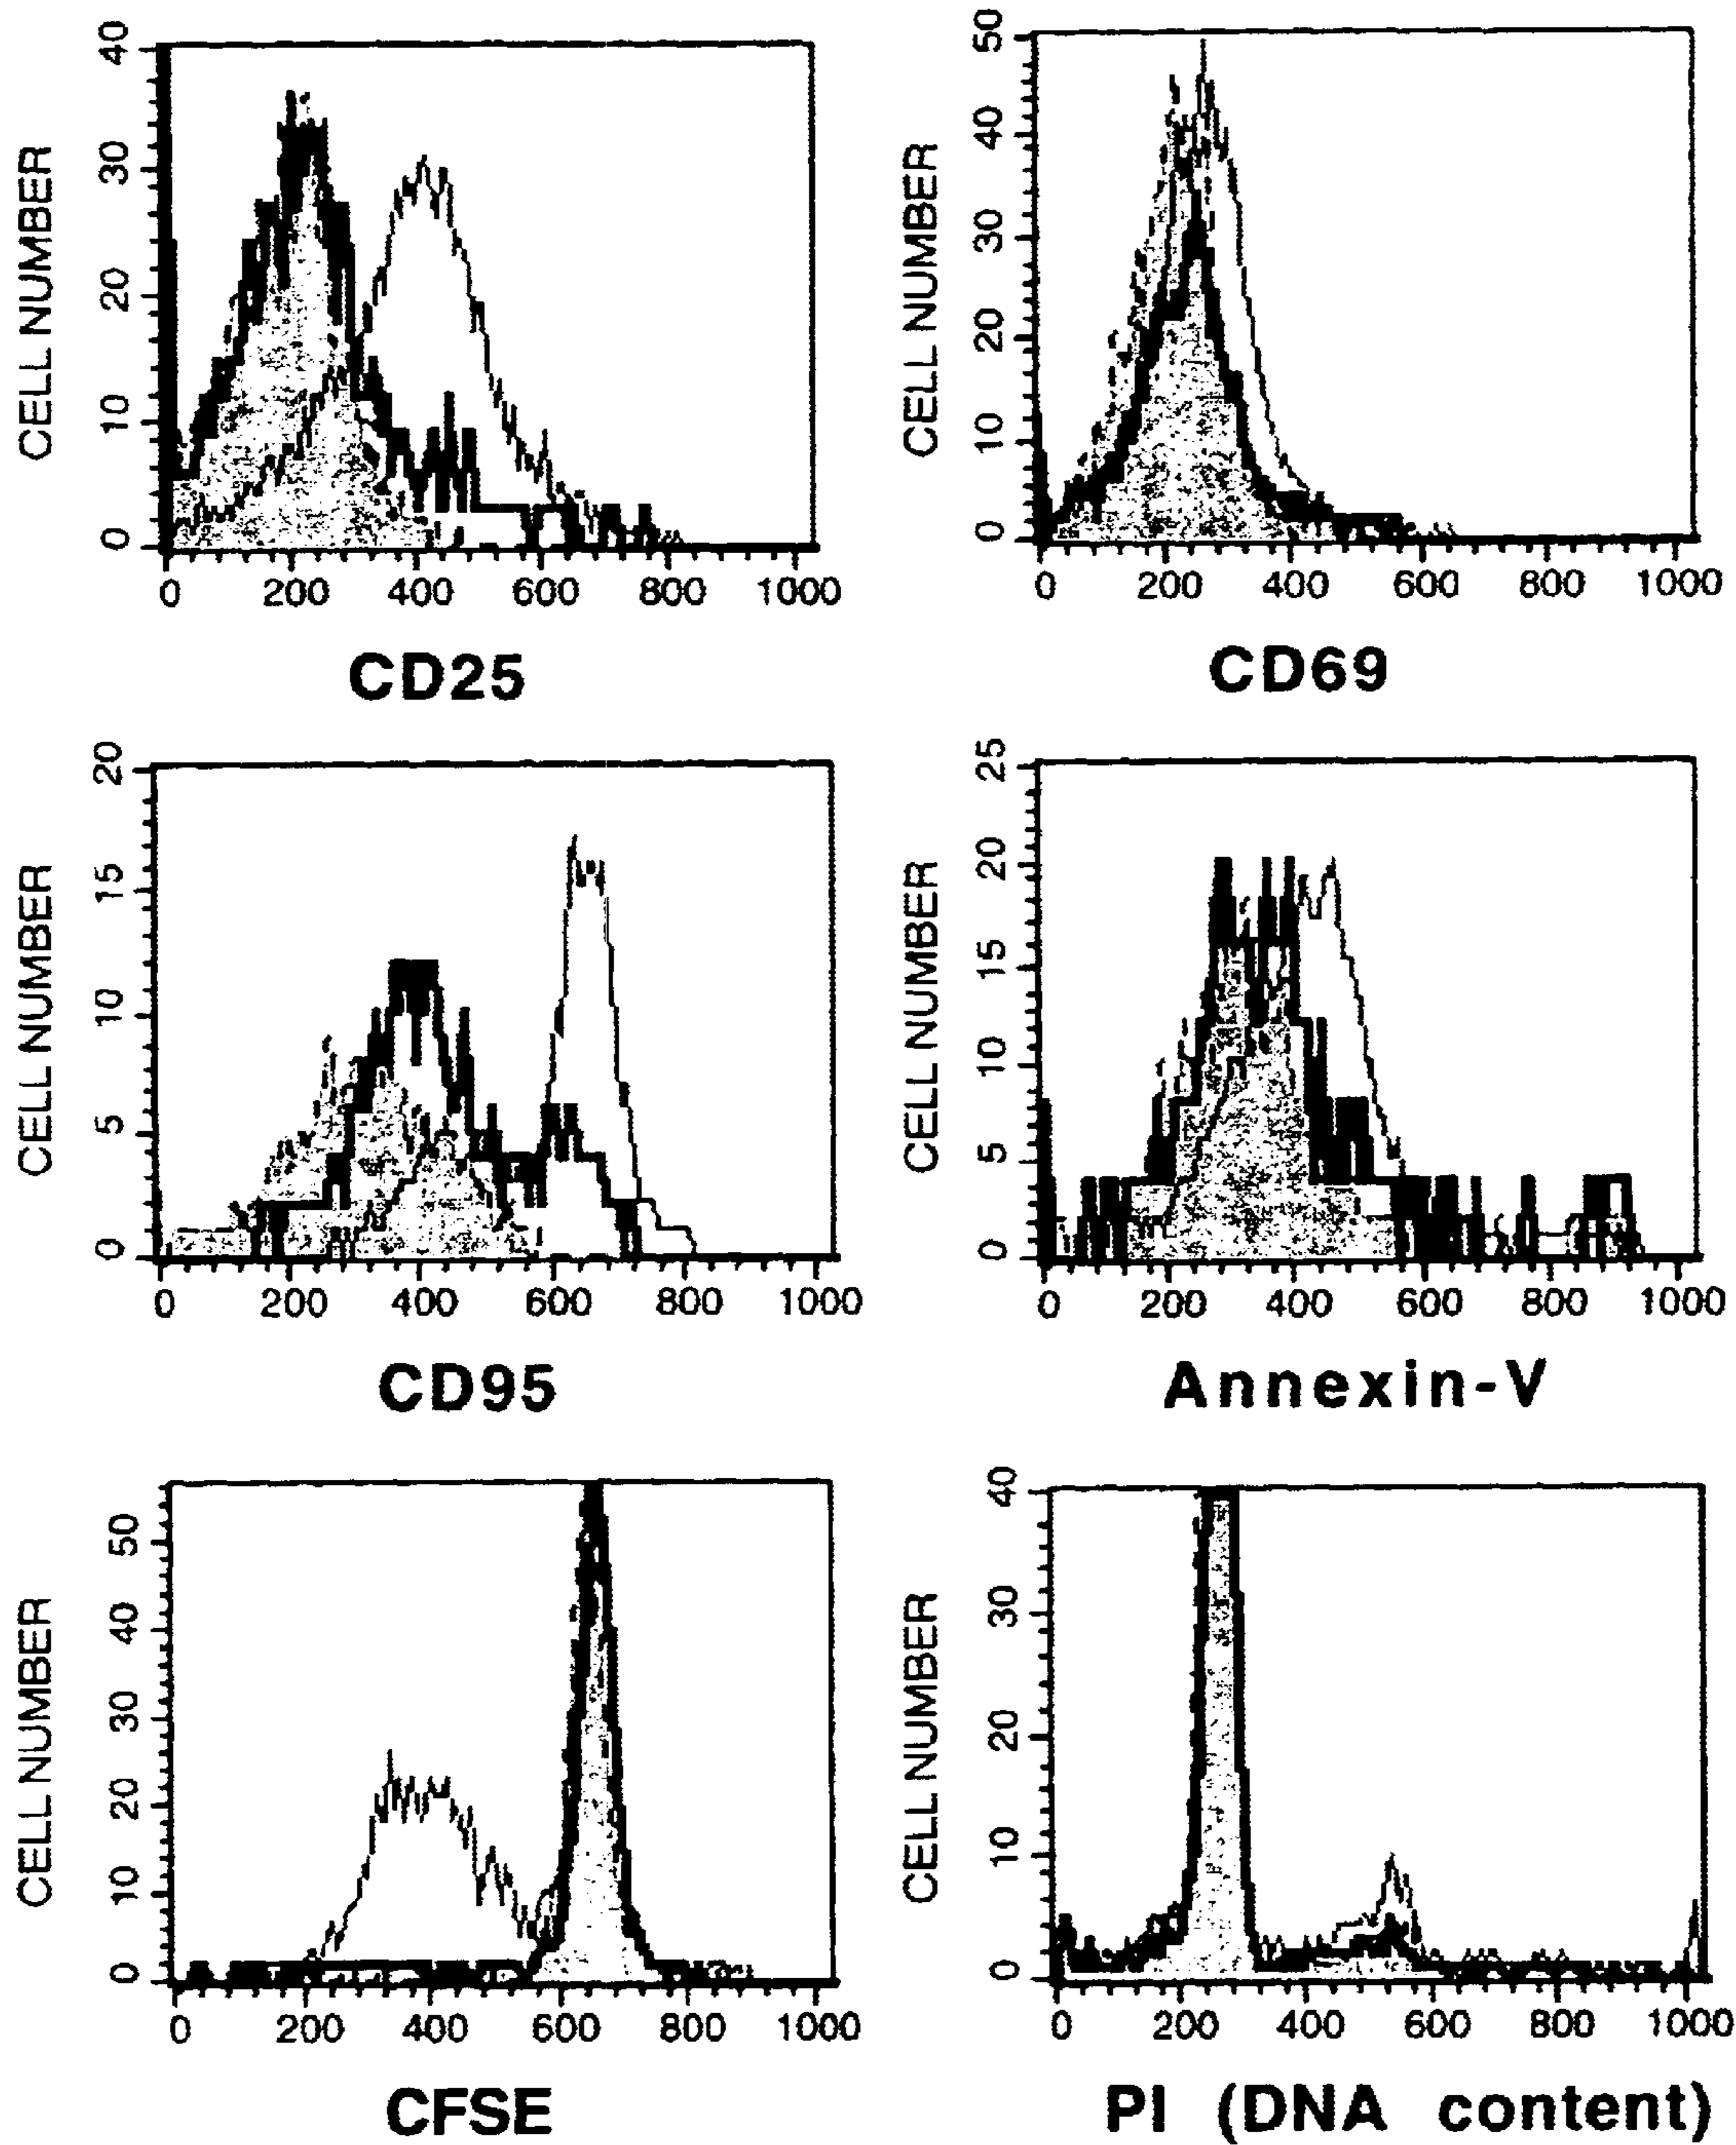 CELL NUMBER
0 10 20 30 40
0 200 400 600 800 1000
CD25
CELL NUMBER
0 10 20 30 40 50
0 200 400 600 800 1000
CD69
CELL NUMBER
0 5 10 15 20
0 200 400 600 800 1000
CD95
CELL NUMBER
0 5 10 15 20 25
0 200 400 600 800 1000
Annexin-V
CELL NUMBER
0 10 20 30 40 50
0 200 400 600 800 1000
CFSE
CELL NUMBER
0 10 20 30 40
0 200 400 600 800 1000
PI (DNA content)